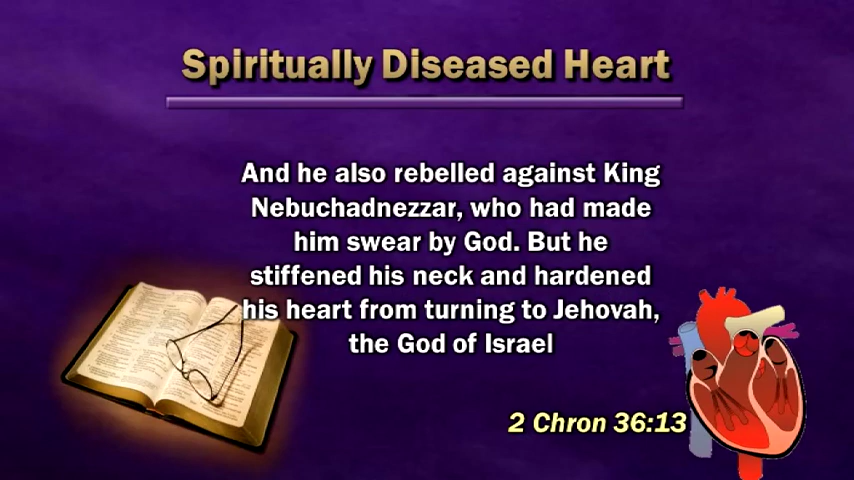 Spiritually Diseased Heart
And he also rebelled against King
Nebuchadnezzar, who had made
him swear by God. But he
stiffened his neck and hardened
his heart from turning to Jehovah,
the God of Israel
2 Chron 36:13